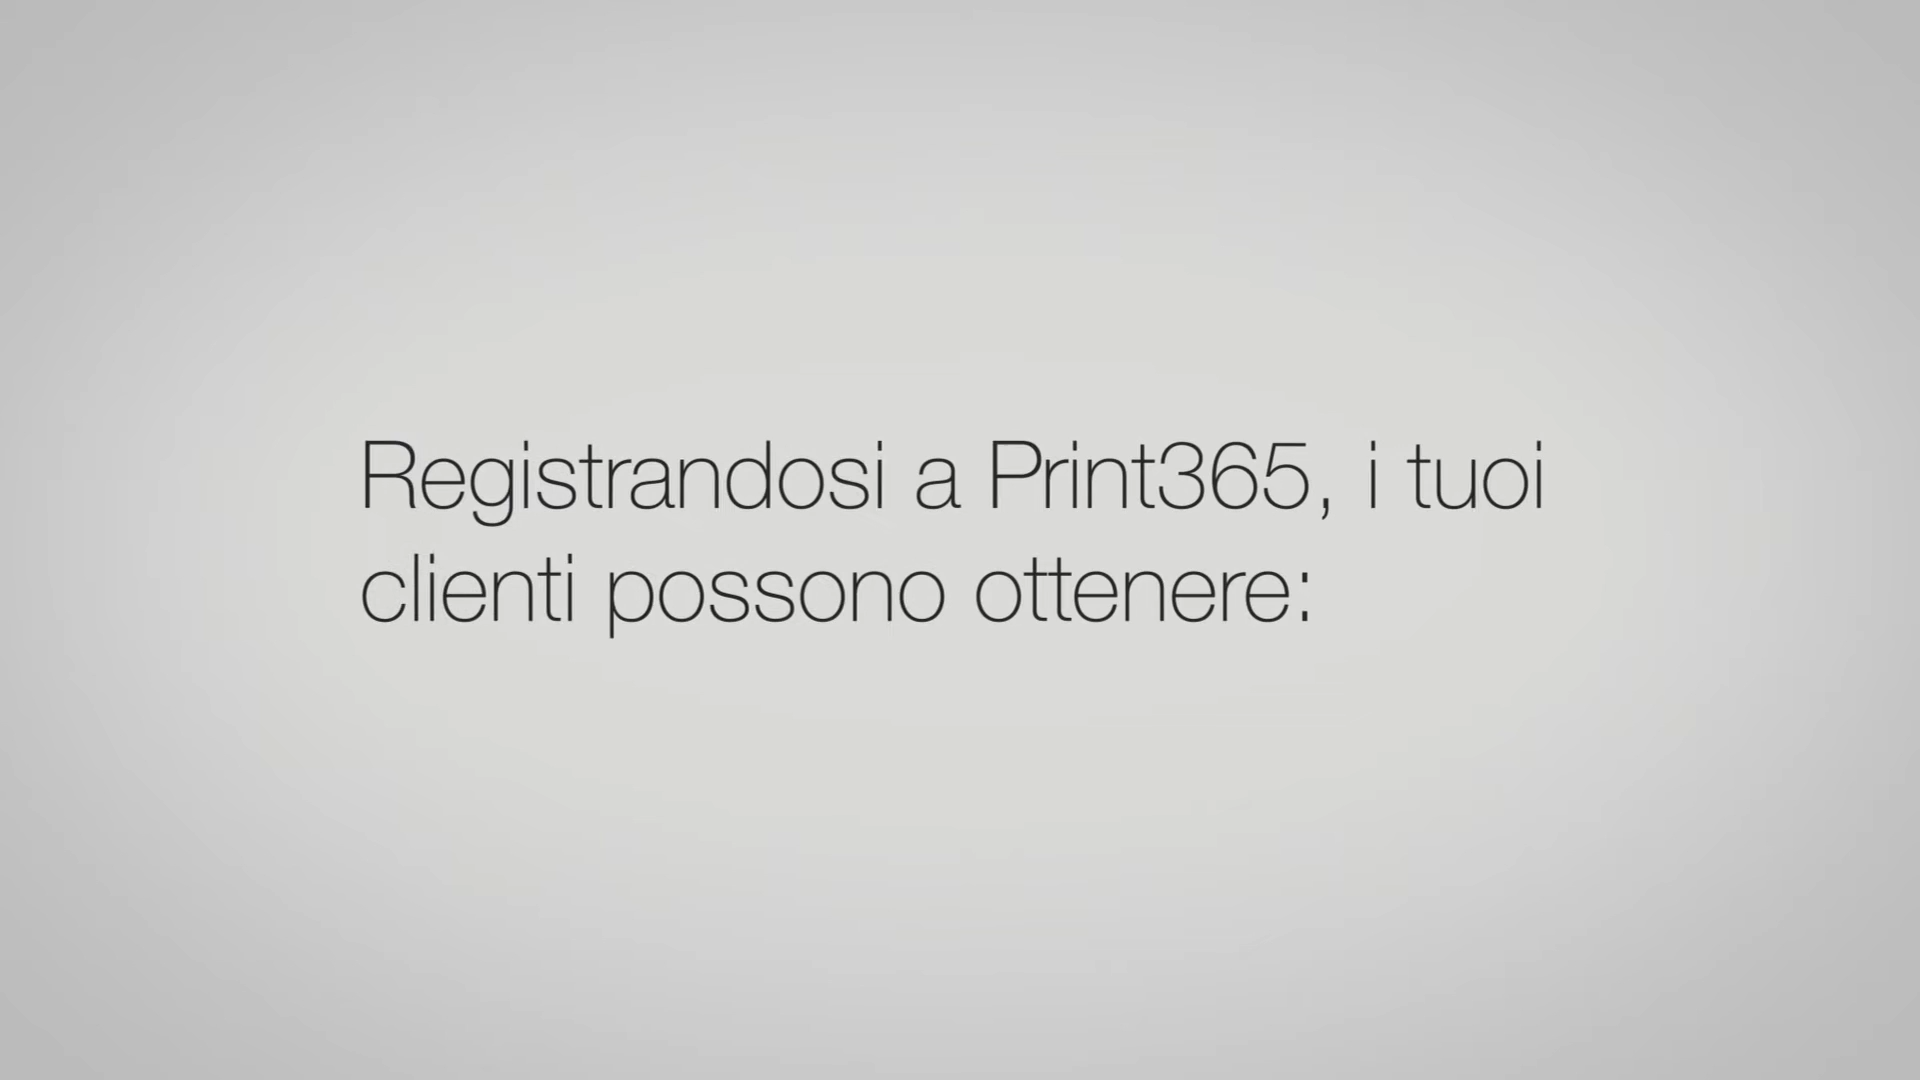 Registrandosi a Print365, i tuoi
clienti possono ottenere: